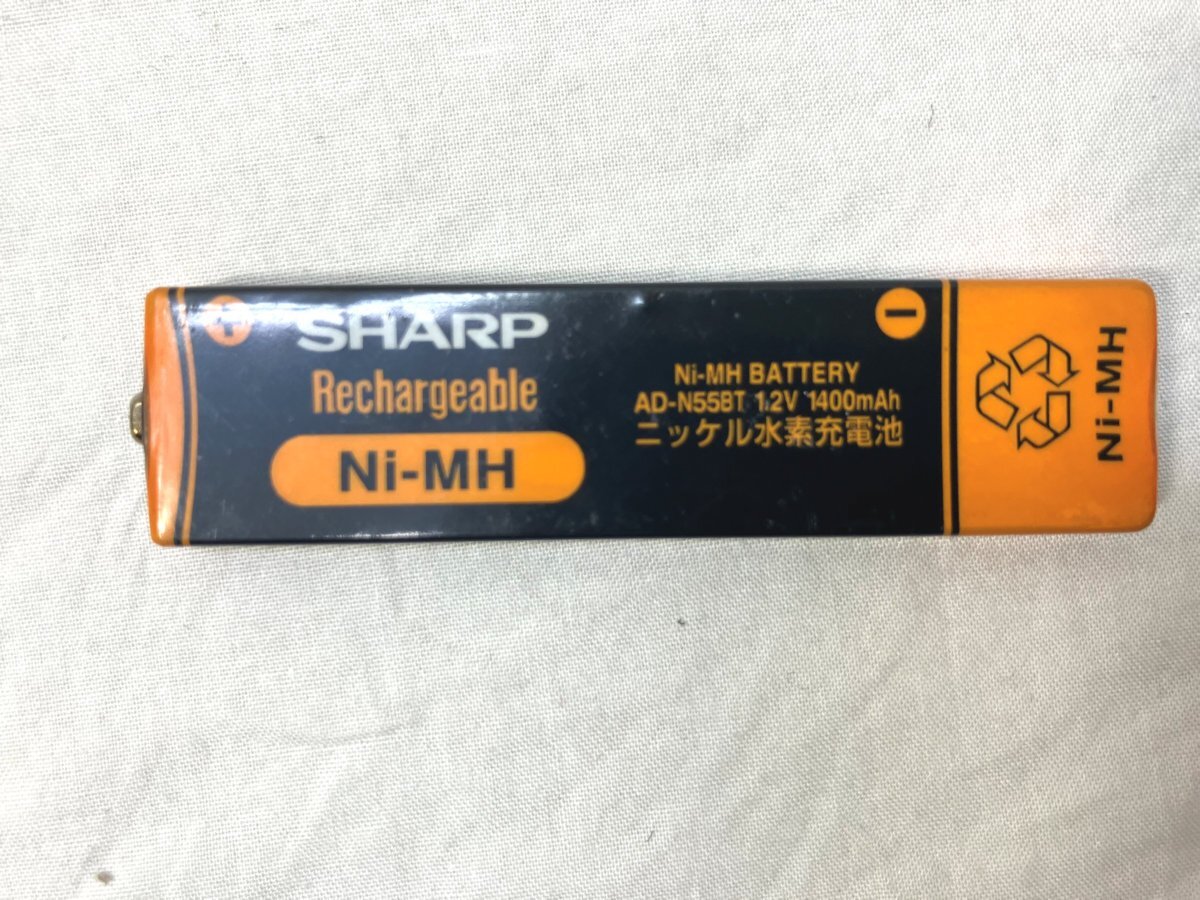 SHARP
Rechargeable
Ni-MH
Ni-MH BATTERY
AD-N55BT 1.2V 1400mAh
ニッケル水素充電池
Ni-MH